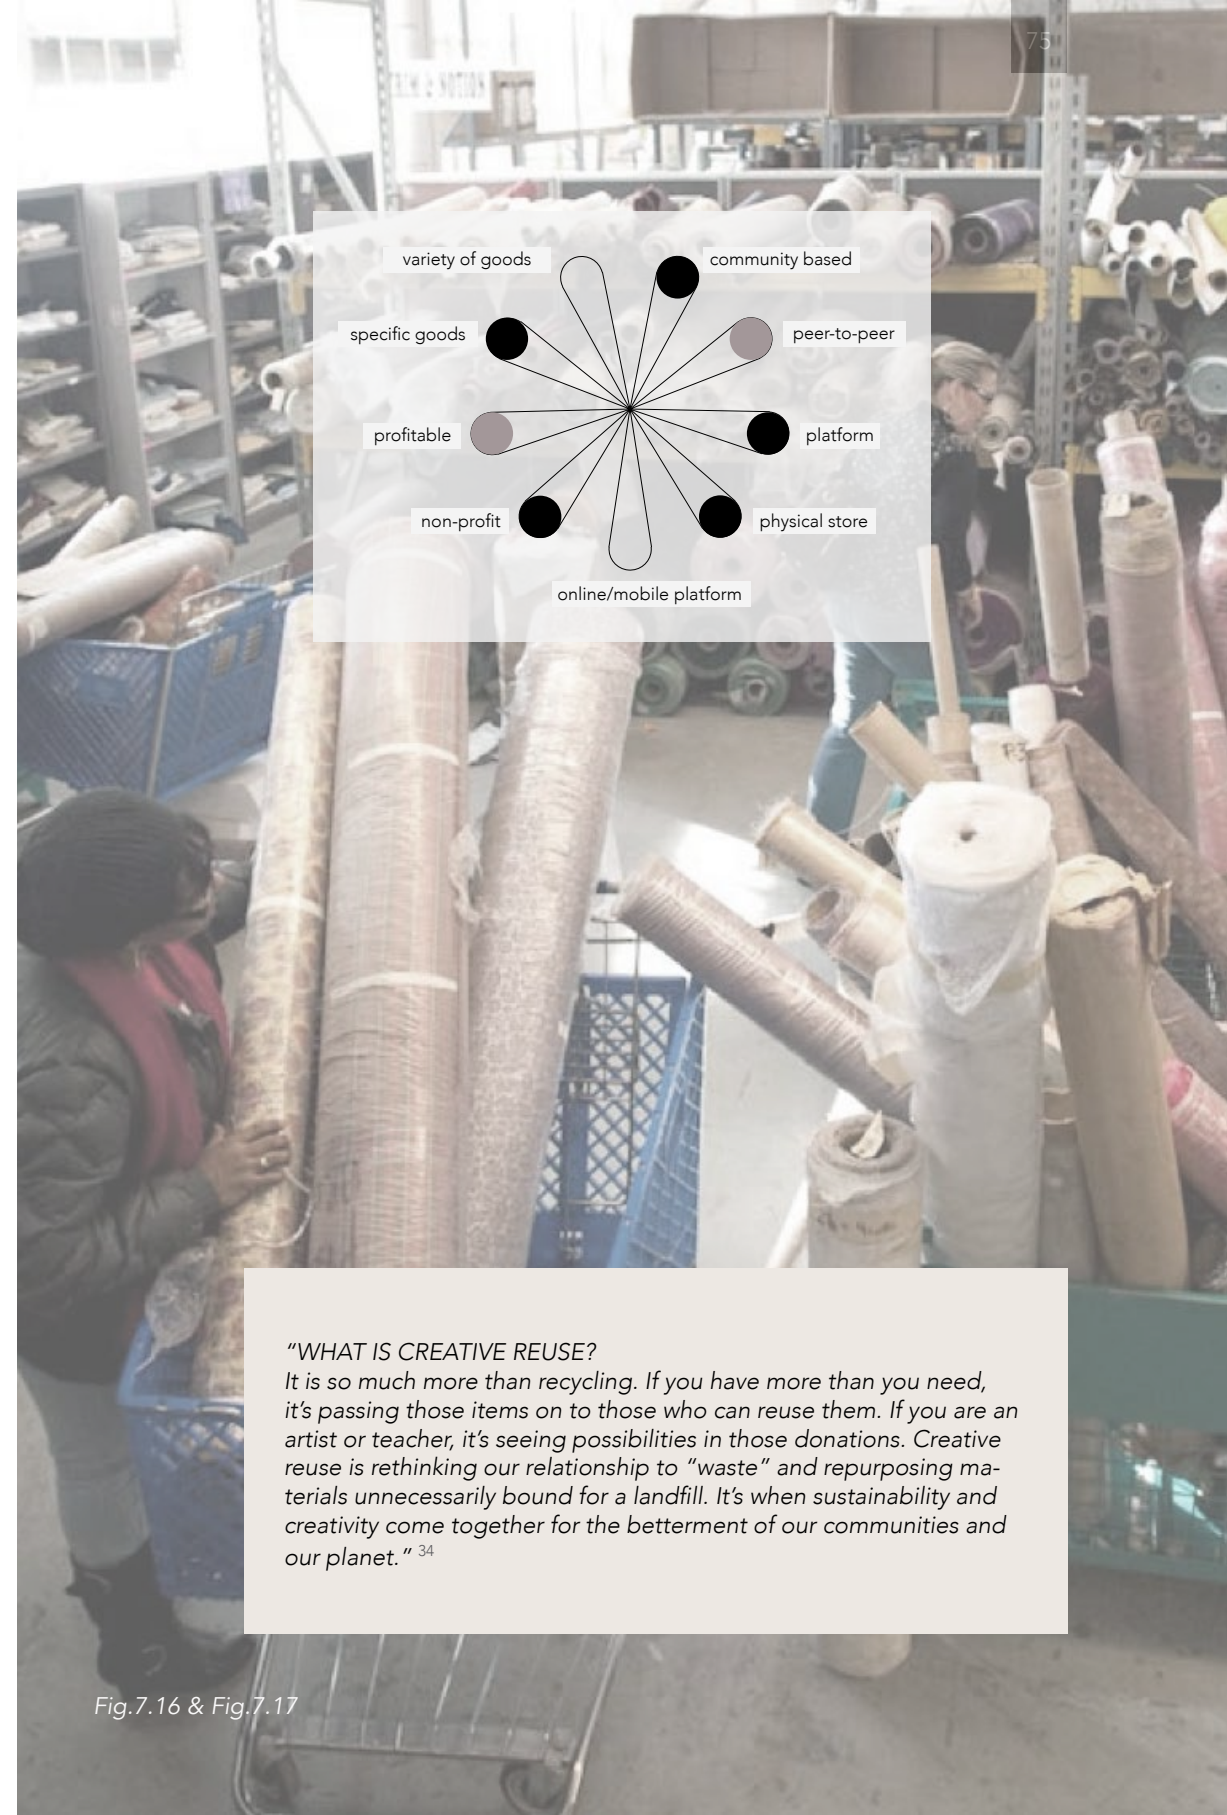 75
TRIM & NOTION
variety of goods
community based
specific goods
peer-to-peer
profitable
platform
non-profit
physical store
online/mobile platform
“WHAT IS CREATIVE REUSE?
It is so much more than recycling. If you have more than you need,
it’s passing those items on to those who can reuse them. If you are an
artist or teacher, it’s seeing possibilities in those donations. Creative
reuse is rethinking our relationship to “waste” and repurposing ma-
terials unnecessarily bound for a landfill. It’s when sustainability and
creativity come together for the betterment of our communities and
our planet.” 34
Fig.7.16 & Fig.7.17